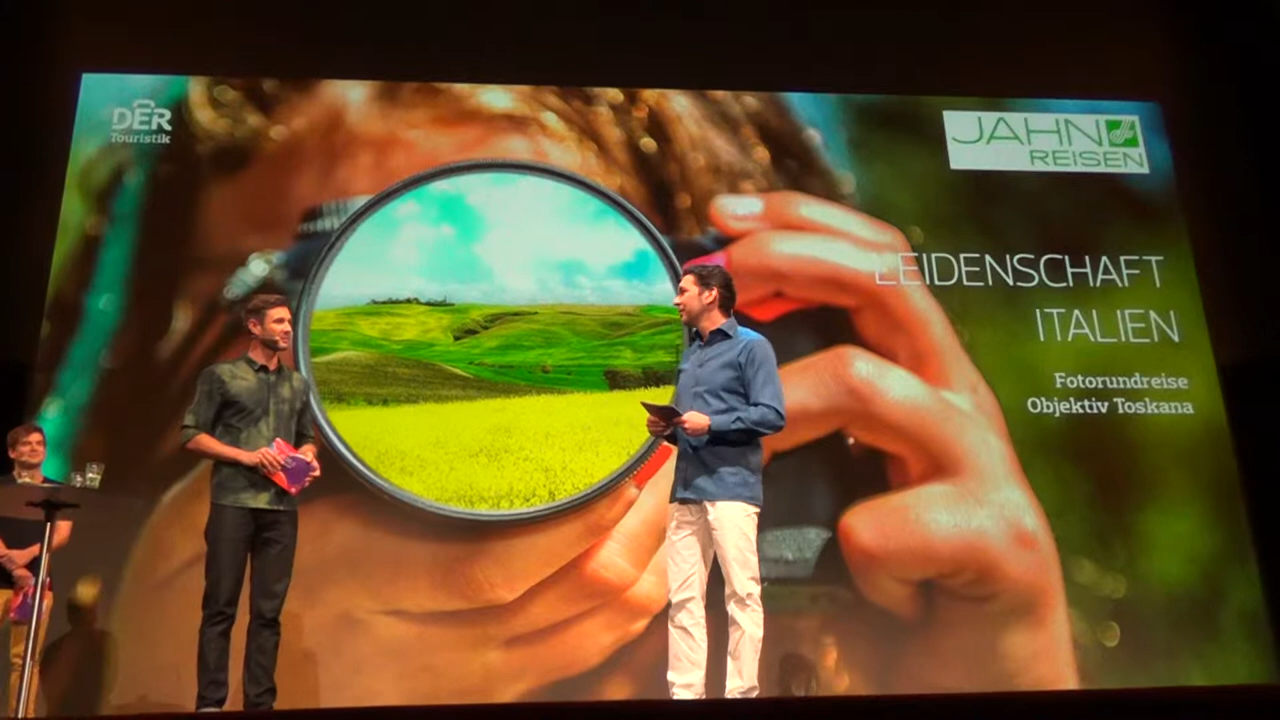 DER
Touristik
JAHN
REISEN
LEIDENSCHAFT
ITALIEN
Fotorundreise
Objektiv Toskana